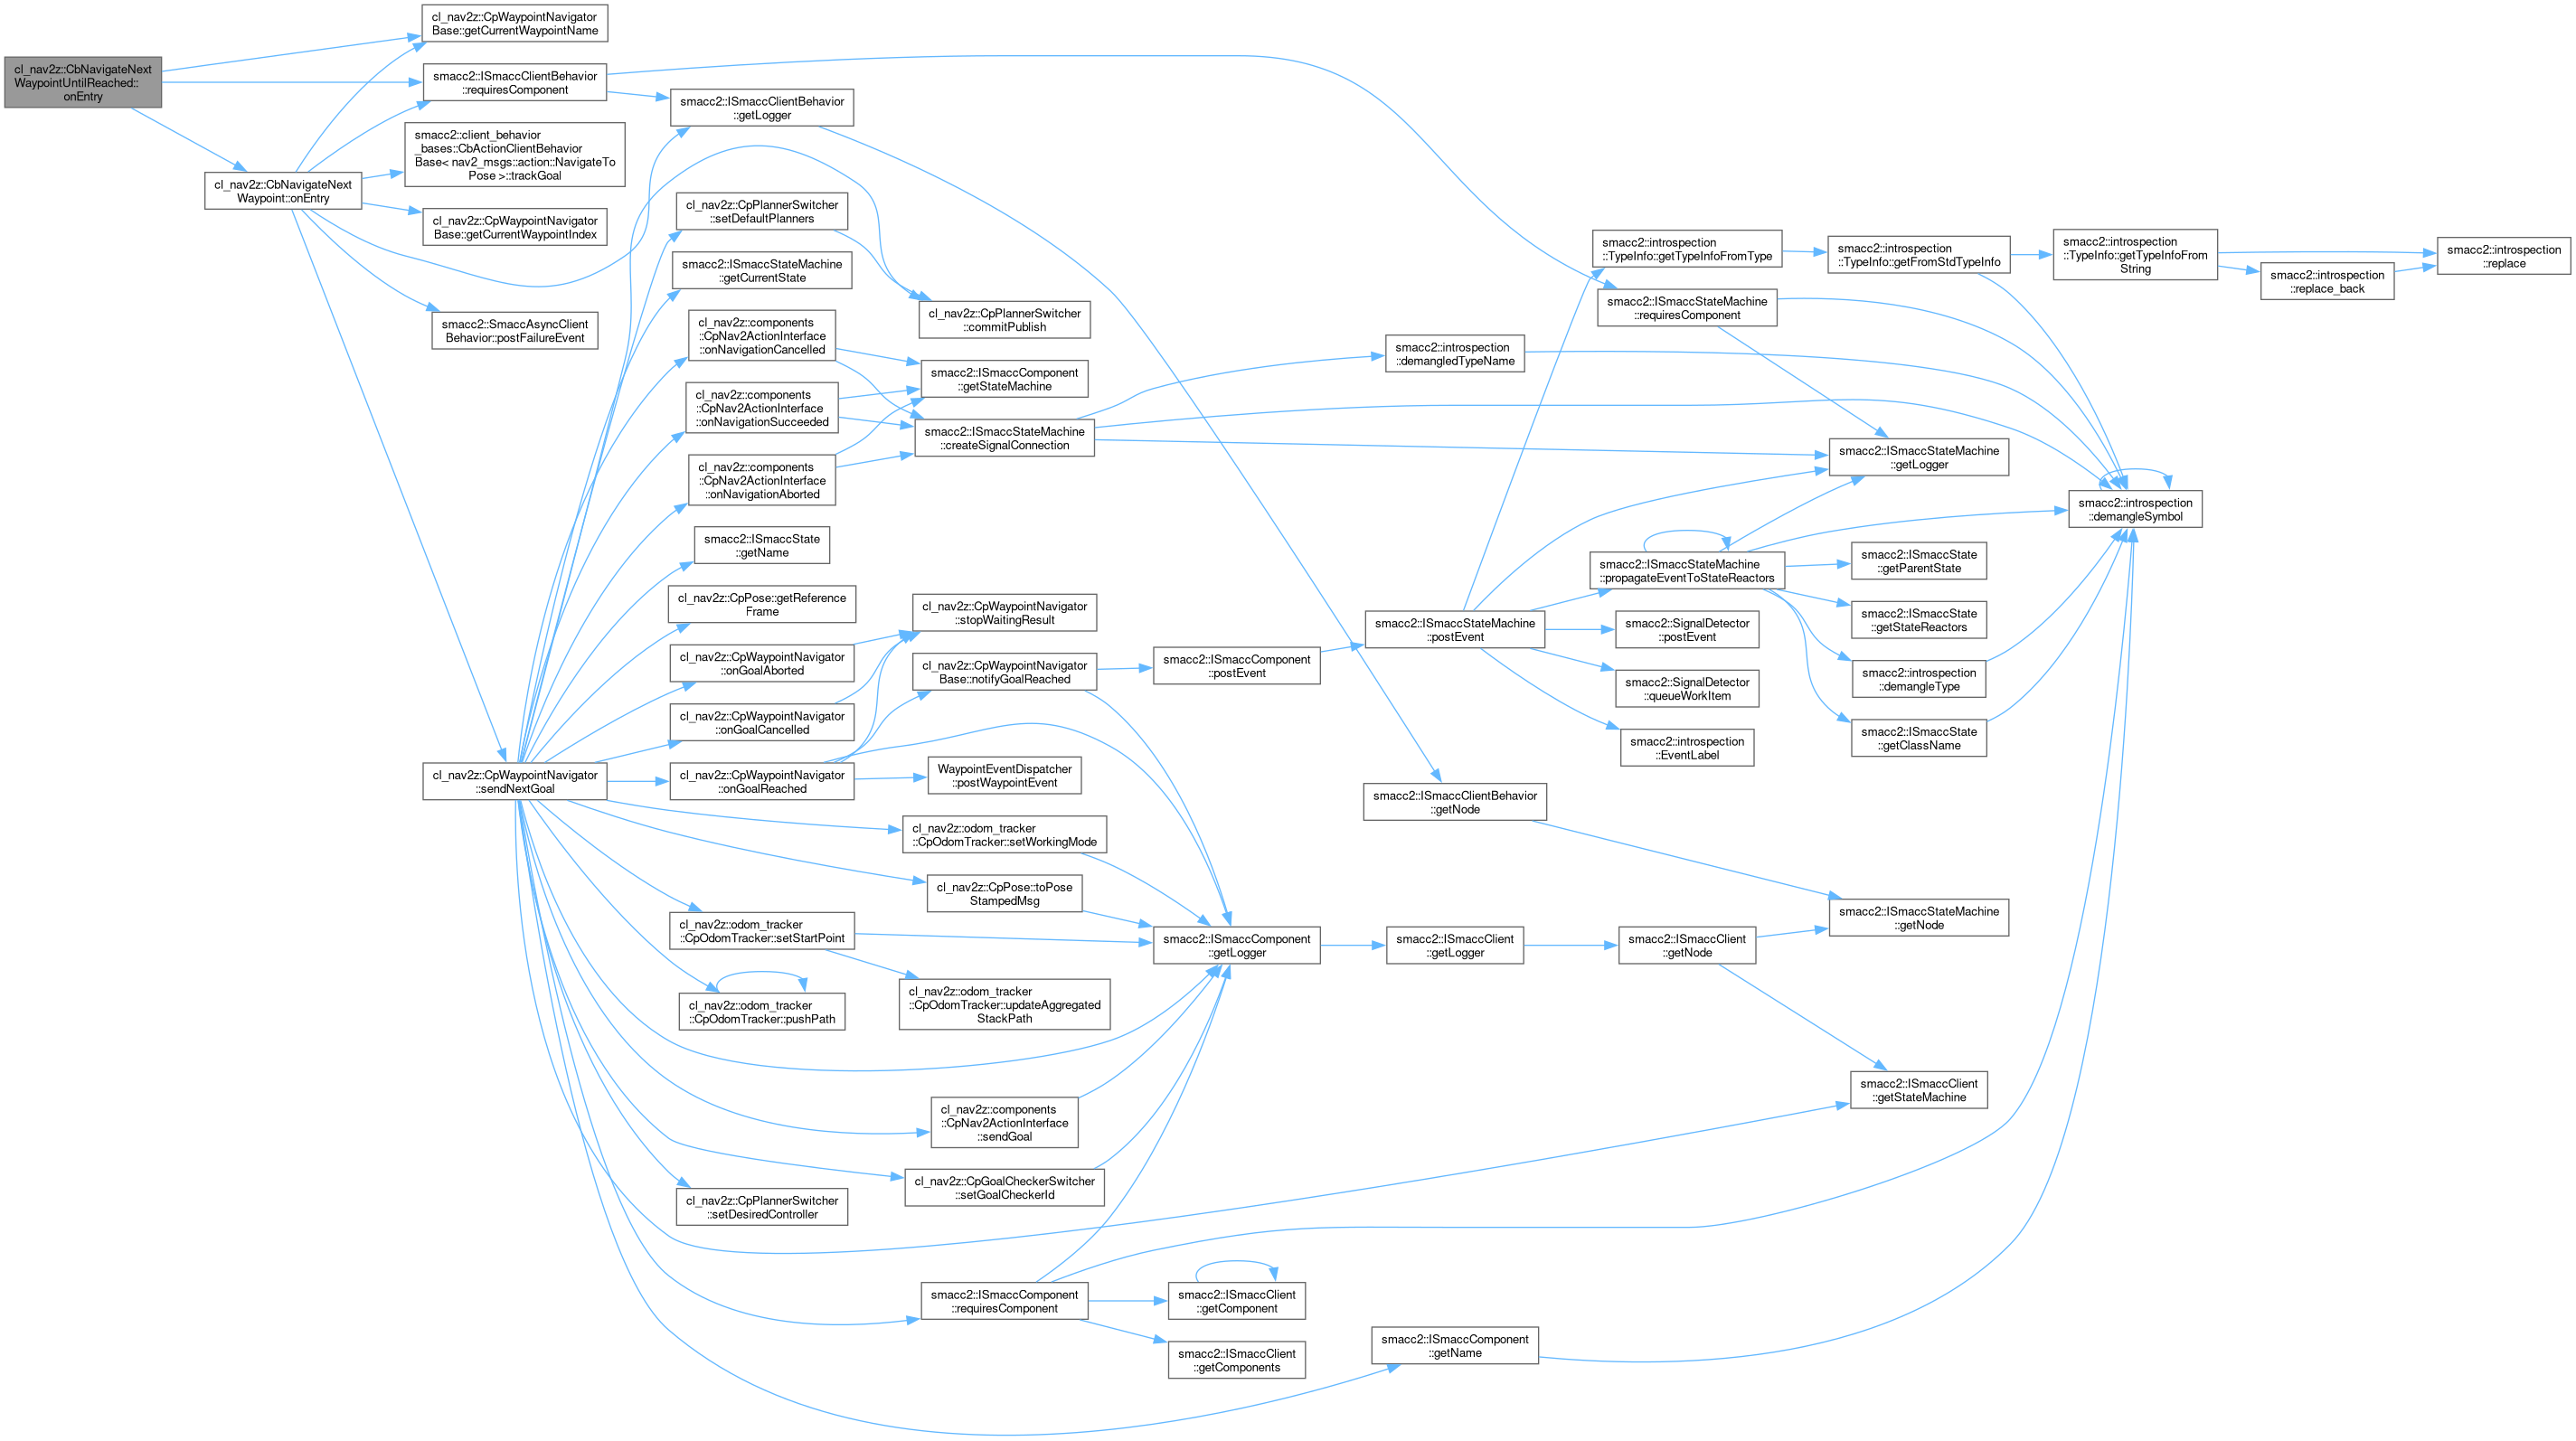 cl_nav2z::CbNavigateNext
WaypointUntilReached::
onEntry
cl_nav2z::CpWaypointNavigator
Base::getCurrentWaypointName
smacc2::ISmaccClientBehavior
::requiresComponent
cl_nav2z::CbNavigateNext
Waypoint::onEntry
smacc2::client_behavior
_bases::CbActionClientBehavior
Base< nav2_msgs::action::NavigateTo
Pose >::trackGoal
cl_nav2z::CpWaypointNavigator
Base::getCurrentWaypointIndex
smacc2::SmaccAsyncClient
Behavior::postFailureEvent
cl_nav2z::CpWaypointNavigator
::sendNextGoal
smacc2::ISmaccClientBehavior
::getLogger
cl_nav2z::CpPlannerSwitcher
::setDefaultPlanners
smacc2::ISmaccStateMachine
::getCurrentState
cl_nav2z::components
::CpNav2ActionInterface
::onNavigationCancelled
cl_nav2z::components
::CpNav2ActionInterface
::onNavigationSucceeded
cl_nav2z::components
::CpNav2ActionInterface
::onNavigationAborted
smacc2::ISmaccState
::getName
cl_nav2z::CpPose::getReference
Frame
cl_nav2z::CpWaypointNavigator
::onGoalAborted
cl_nav2z::CpWaypointNavigator
::onGoalCancelled
cl_nav2z::CpWaypointNavigator
::onGoalReached
cl_nav2z::odom_tracker
::CpOdomTracker::setStartPoint
cl_nav2z::odom_tracker
::CpOdomTracker::pushPath
cl_nav2z::CpPlannerSwitcher
::setDesiredController
cl_nav2z::CpPlannerSwitcher
::commitPublish
smacc2::ISmaccComponent
::getStateMachine
smacc2::ISmaccStateMachine
::createSignalConnection
cl_nav2z::CpWaypointNavigator
::stopWaitingResult
cl_nav2z::CpWaypointNavigator
Base::notifyGoalReached
WaypointEventDispatcher
::postWaypointEvent
cl_nav2z::odom_tracker
::CpOdomTracker::setWorkingMode
cl_nav2z::CpPose::toPose
StampedMsg
cl_nav2z::odom_tracker
::CpOdomTracker::updateAggregated
StackPath
cl_nav2z::components
::CpNav2ActionInterface
::sendGoal
cl_nav2z::CpGoalCheckerSwitcher
::setGoalCheckerId
smacc2::ISmaccComponent
::requiresComponent
smacc2::ISmaccComponent
::postEvent
smacc2::ISmaccComponent
::getLogger
smacc2::ISmaccClient
::getComponent
smacc2::ISmaccClient
::getComponents
smacc2::introspection
::demangledTypeName
smacc2::ISmaccStateMachine
::postEvent
smacc2::ISmaccClientBehavior
::getNode
smacc2::ISmaccClient
::getLogger
smacc2::ISmaccComponent
::getName
smacc2::introspection
::TypeInfo::getTypeInfoFromType
smacc2::ISmaccStateMachine
::requiresComponent
smacc2::ISmaccStateMachine
::propagateEventToStateReactors
smacc2::SignalDetector
::postEvent
smacc2::SignalDetector
::queueWorkItem
smacc2::introspection
::EventLabel
smacc2::ISmaccClient
::getNode
smacc2::introspection
::TypeInfo::getFromStdTypeInfo
smacc2::ISmaccStateMachine
::getLogger
smacc2::ISmaccState
::getParentState
smacc2::ISmaccState
::getStateReactors
smacc2::introspection
::demangleType
smacc2::ISmaccState
::getClassName
smacc2::ISmaccStateMachine
::getNode
smacc2::ISmaccClient
::getStateMachine
smacc2::introspection
::TypeInfo::getTypeInfoFrom
String
smacc2::introspection
::demangleSymbol
smacc2::introspection
::replace_back
smacc2::introspection
::replace